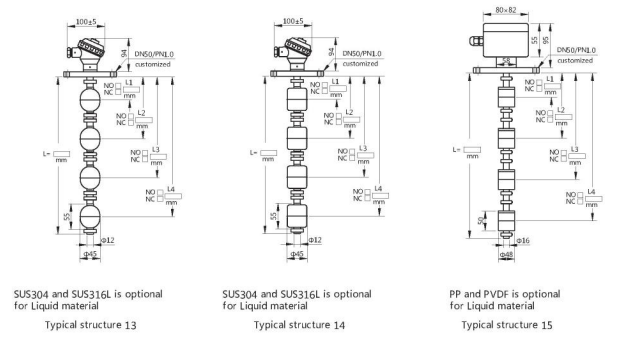 100±5
94
DN50/PN1.0
customized
NO L1
NC mm
L2
NO
NC mm
L= mm
L3
NO
NC mm
L4
NO
NC mm
55
Φ12
Φ45
SUS304 and SUS316L is optional
for Liquid material
Typical structure 13
100±5
94
DN50/PN1.0
customized
NO L1
NC mm
L2
NO
NC mm
L= mm
L3
NO
NC mm
L4
NO
NC mm
55
Φ12
Φ45
SUS304 and SUS316L is optional
for Liquid material
Typical structure 14
80×82
55
95
DN50/PN1.0
58
customized
NO L1
NC mm
L2
NO
NC mm
L= mm
L3
NO
NC mm
L4
NO
NC mm
50
Φ16
Φ48
PP and PVDF is optional
for Liquid material
Typical structure 15